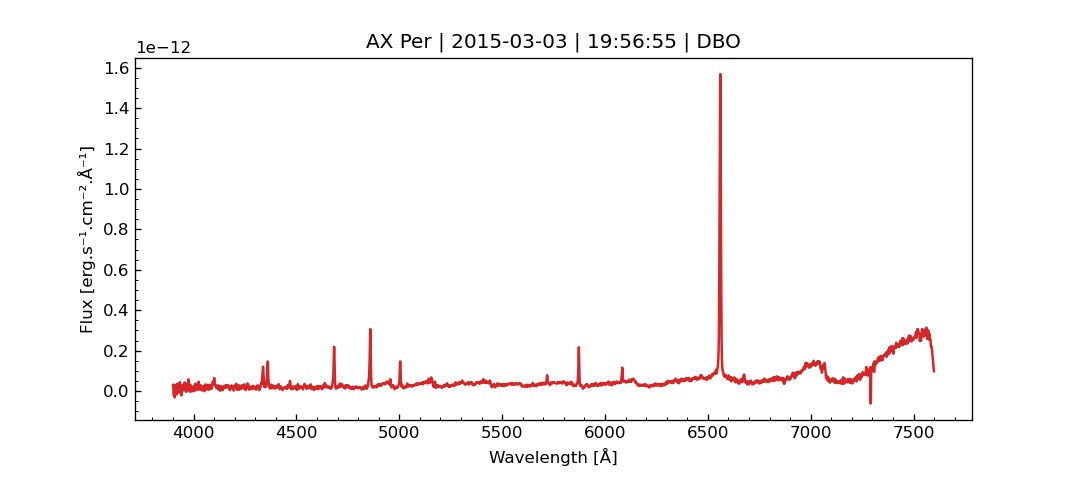 AX Per | 2015-03-03 | 19:56:55 | DBO
1e−12
1.6
1.4
1.2
1.0
0.8
0.6
0.4
0.2
0.0
Flux [erg.s⁻¹.cm⁻².Å⁻¹]
4000 4500 5000 5500 6000 6500 7000 7500
Wavelength [Å]